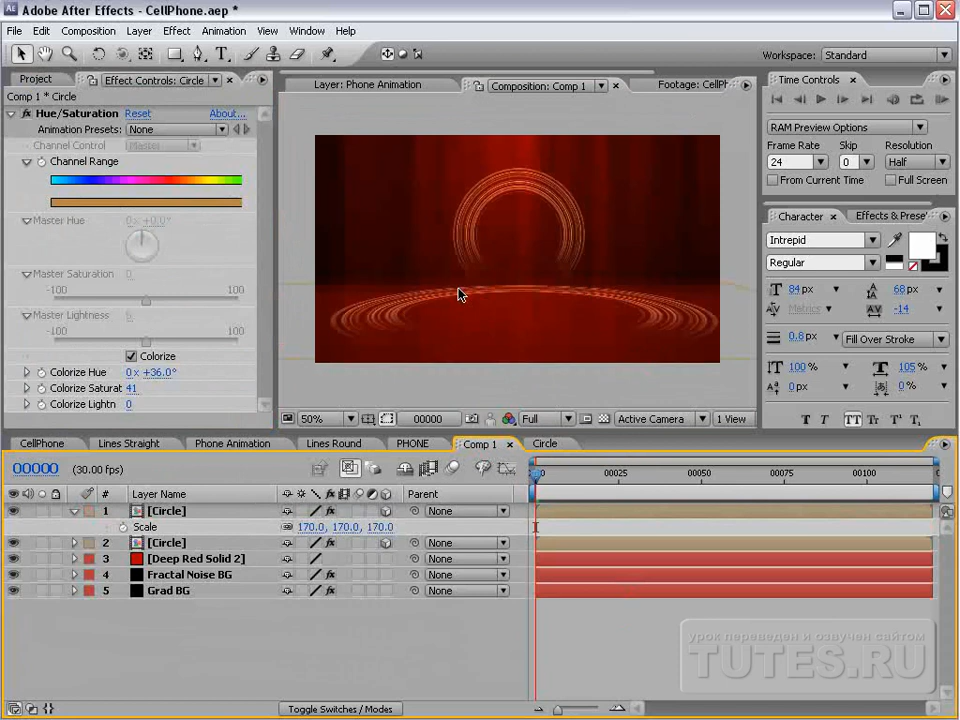 Adobe After Effects - CellPhone.aep *
File Edit Composition Layer Effect Animation View Window Help
Workspace: Standard
Project Effect Controls: Circle
Layer: Phone Animation Composition: Comp 1 Footage: CellPh
Time Controls
Comp 1 * Circle
Hue/Saturation Reset About...
Animation Presets: None
Channel Control Master
Channel Range
Master Hue 0x +0.0°
Master Saturation 0
-100 100
Master Lightness
-100 100
Colorize
Colorize Hue 0x +36.0°
Colorize Saturat 41
Colorize Lightn 0
RAM Preview Options
Frame Rate Skip Resolution
24 0 Half
From Current Time Full Screen
Character Effects & Prese
Intrepid
Regular
84 px 68 px
Metrics -14
0.8 px Fill Over Stroke
100 % 105 %
0 px 0 %
T T TT Tr T¹ T₁
50% 00000 Full Active Camera 1 View
CellPhone Lines Straight Phone Animation Lines Round PHONE Comp 1 Circle
00000 (30.00 fps)
00025 00050 00075 00100
# Layer Name Parent
1 [Circle] None
Scale 170.0, 170.0, 170.0
2 [Circle] None
3 [Deep Red Solid 2] None
4 Fractal Noise BG None
5 Grad BG None
урок переведен и озвучен сайтом
TUTES.RU
Toggle Switches / Modes